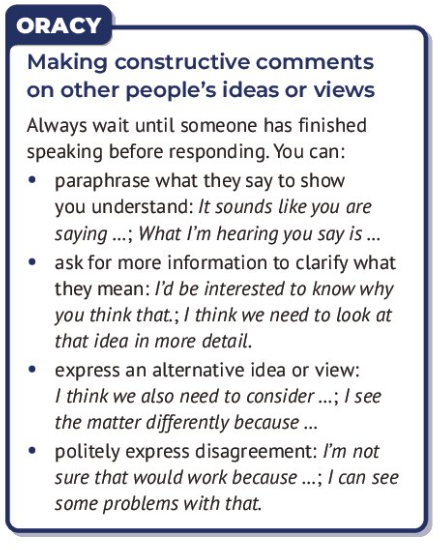 ORACY
Making constructive comments
on other people's ideas or views
Always wait until someone has finished
speaking before responding. You can:
• paraphrase what they say to show
you understand: It sounds like you are
saying ...; What I'm hearing you say is ...
• ask for more information to clarify what
they mean: I'd be interested to know why
you think that.; I think we need to look at
that idea in more detail.
• express an alternative idea or view:
I think we also need to consider ...; I see
the matter differently because ...
• politely express disagreement: I'm not
sure that would work because ...; I can see
some problems with that.